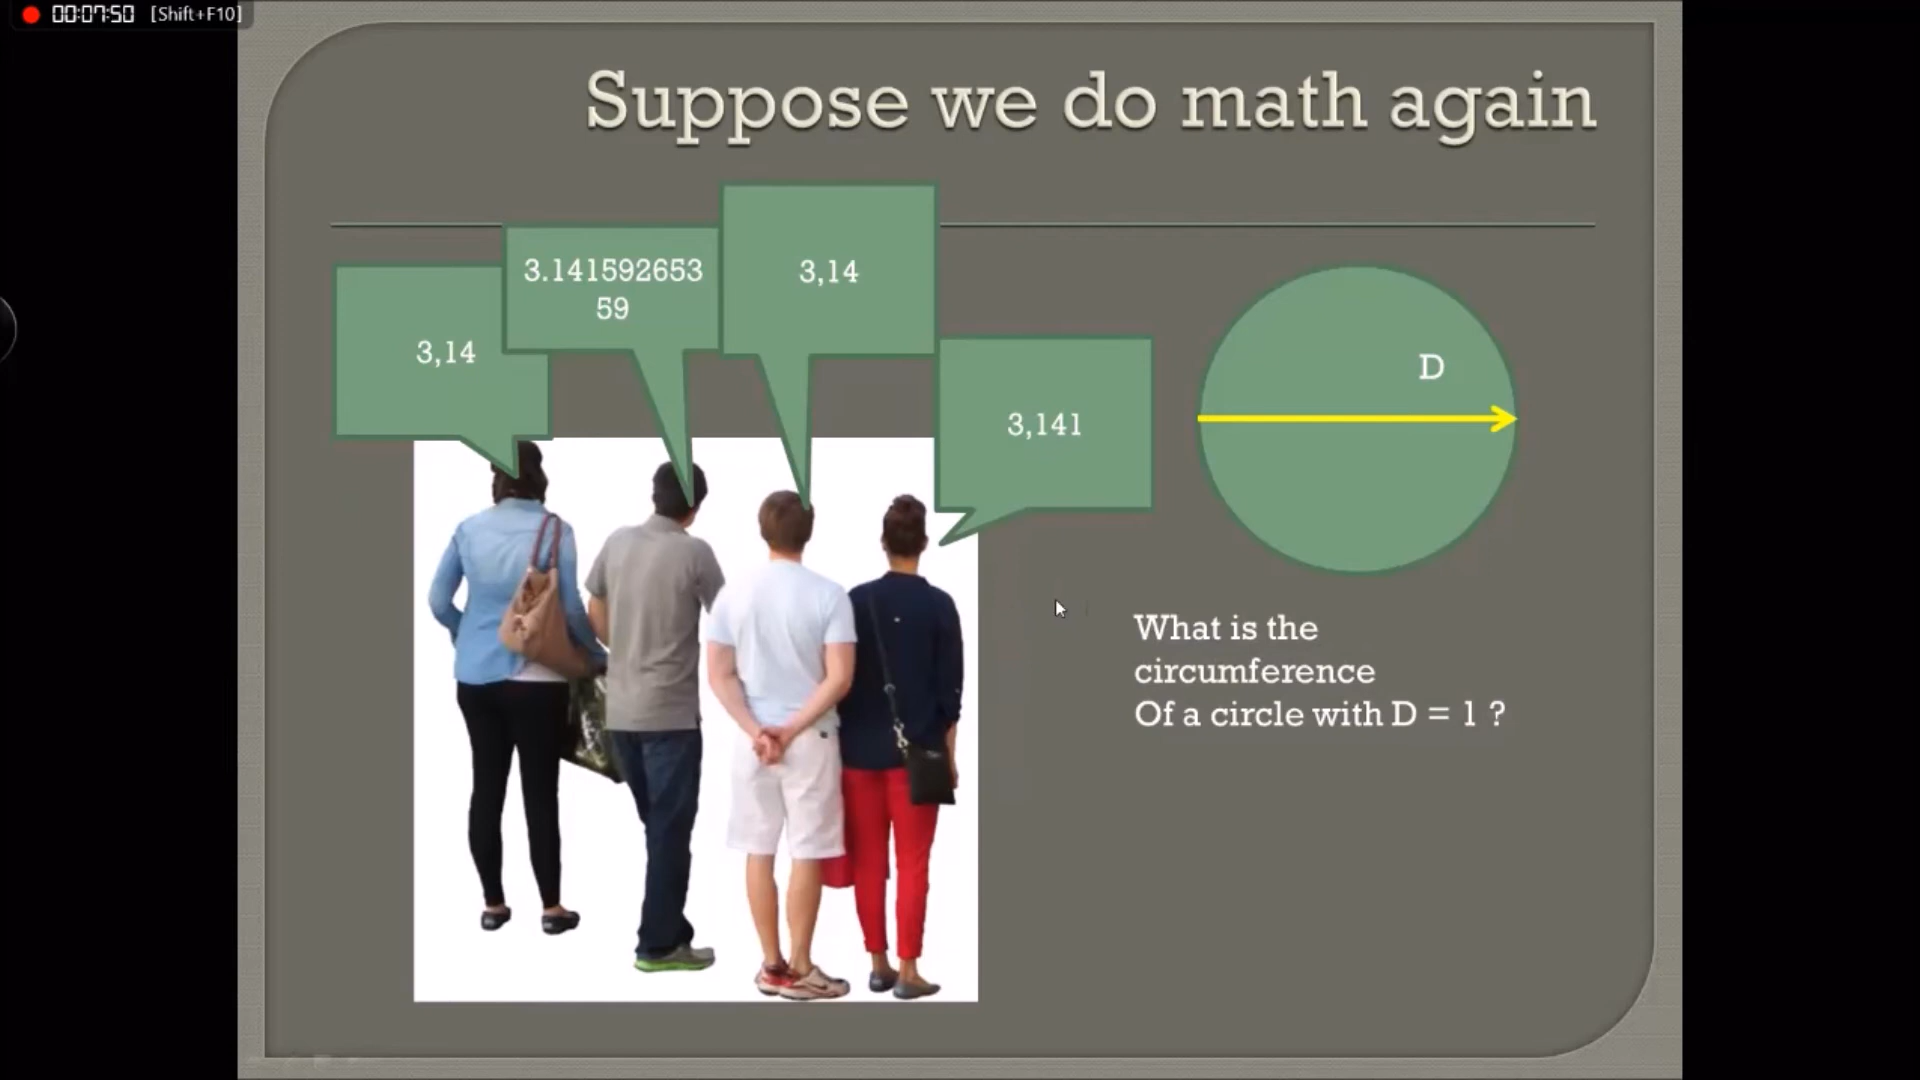 00:07:50 [Shift+F10]
Suppose we do math again
3,14
3.141592653
59
3,14
3,141
D
What is the
circumference
Of a circle with D = 1 ?